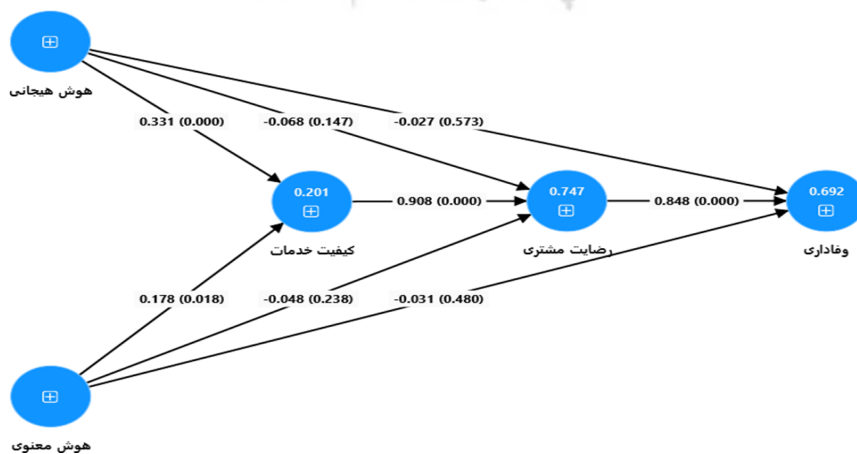 هوش هیجانی
0.331 (0.000)
-0.068 (0.147)
-0.027 (0.573)
0.201
کیفیت خدمات
0.908 (0.000)
0.747
رضایت مشتری
0.848 (0.000)
0.692
وفاداری
0.178 (0.018)
-0.048 (0.238)
-0.031 (0.480)
هوش معنوی